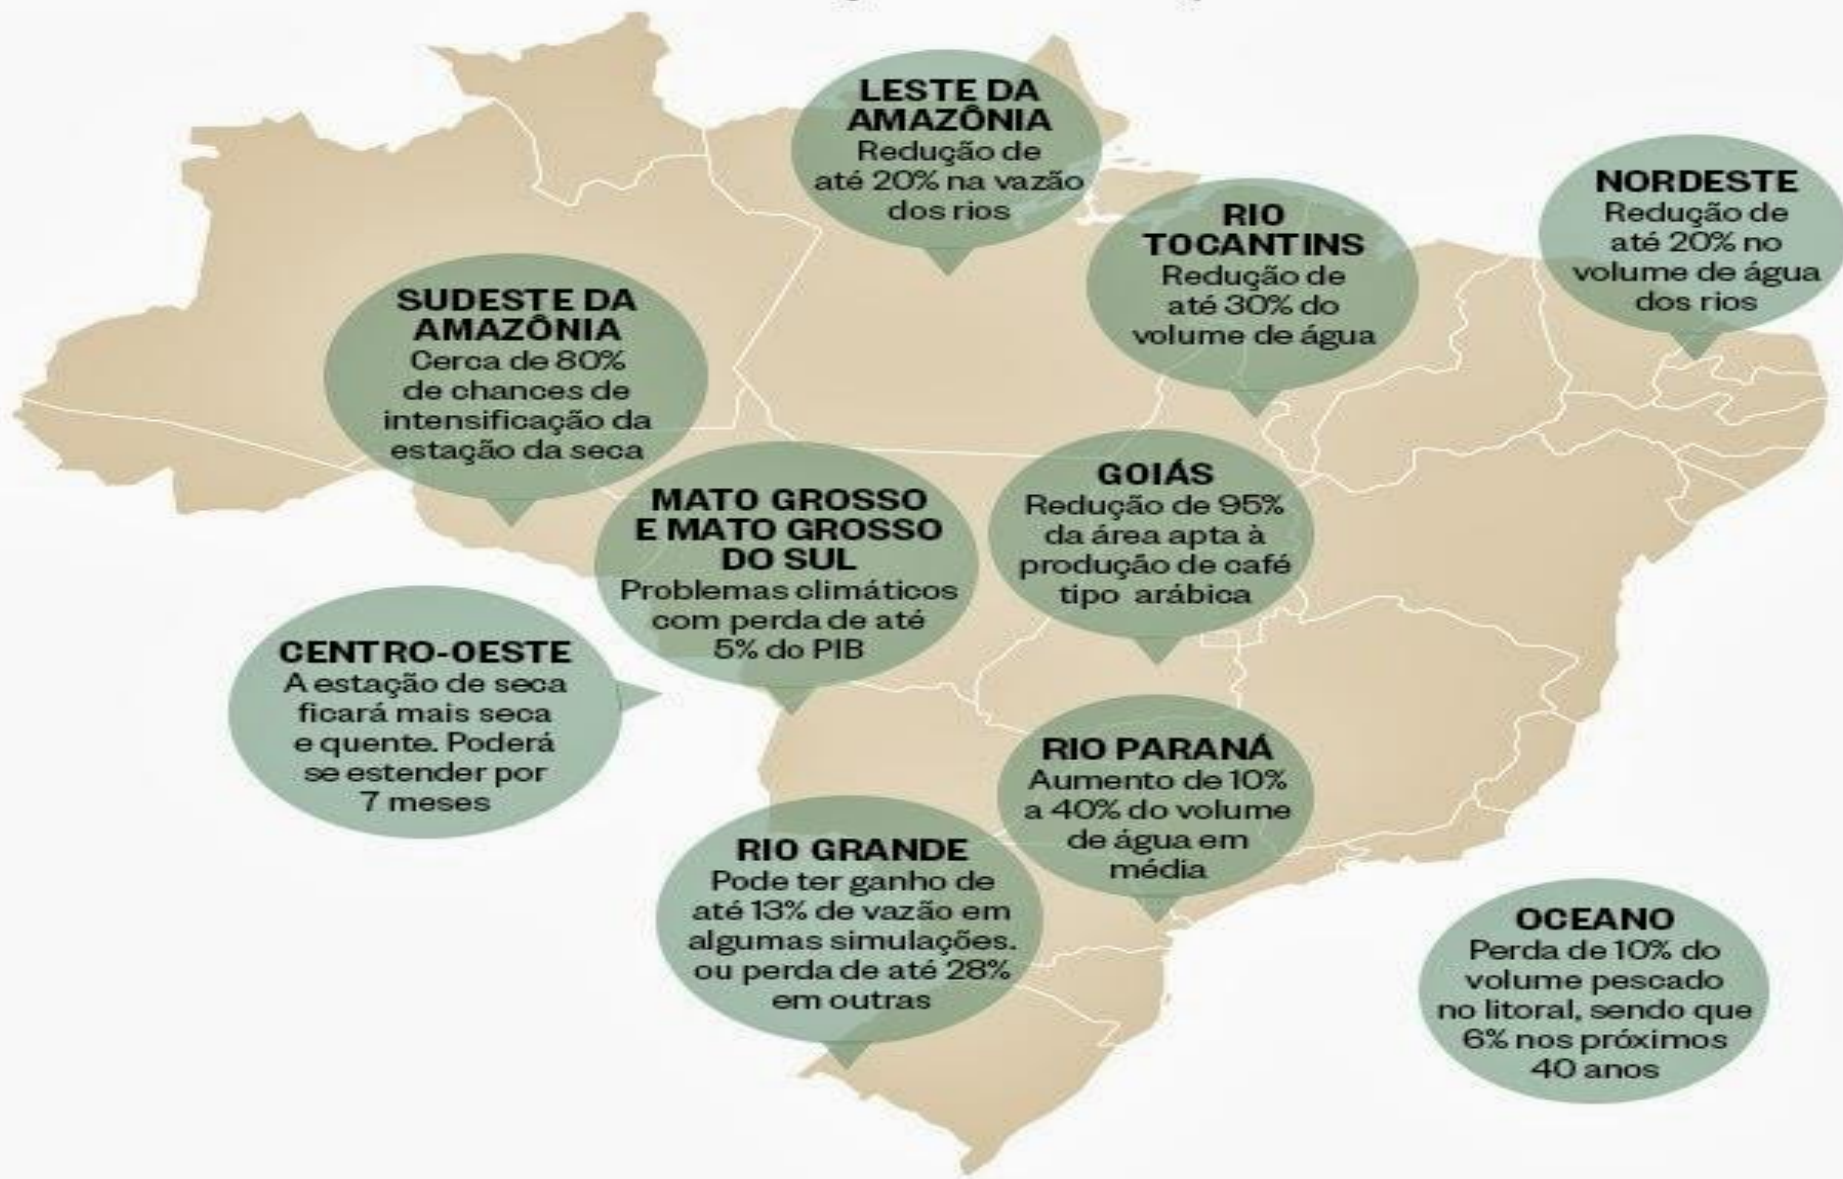 LESTE DA
AMAZÔNIA
Redução de
até 20% na vazão
dos rios
NORDESTE
Redução de
até 20% no
volume de água
dos rios
RIO
TOCANTINS
Redução de
até 30% do
volume de água
SUDESTE DA
AMAZÔNIA
Cerca de 80%
de chances de
intensificação da
estação da seca
GOIÁS
Redução de 95%
da área apta à
produção de café
tipo arábica
MATO GROSSO
E MATO GROSSO
DO SUL
Problemas climáticos
com perda de até
5% do PIB
CENTRO-OESTE
A estação de seca
ficará mais seca
e quente. Poderá
se estender por
7 meses
RIO PARANÁ
Aumento de 10%
a 40% do volume
de água em
média
RIO GRANDE
Pode ter ganho de
até 13% de vazão em
algumas simulações.
ou perda de até 28%
em outras
OCEANO
Perda de 10% do
volume pescado
no litoral, sendo que
6% nos próximos
40 anos